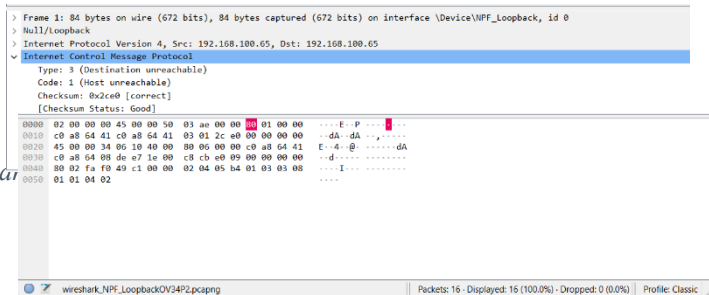 > Frame 1: 84 bytes on wire (672 bits), 84 bytes captured (672 bits) on interface \Device\NPF_Loopback, id 0
> Null/Loopback
> Internet Protocol Version 4, Src: 192.168.100.65, Dst: 192.168.100.65
Internet Control Message Protocol
Type: 3 (Destination unreachable)
Code: 1 (Host unreachable)
Checksum: 0x2ce0 [correct]
[Checksum Status: Good]
0000 02 00 00 00 45 00 00 50 03 ae 00 00 80 01 00 00 ····E··P ········
0010 c0 a8 64 41 c0 a8 64 41 03 01 2c e0 00 00 00 00 ··dA··dA ··,·····
0020 45 00 00 34 06 10 40 00 80 06 00 00 c0 a8 64 41 E··4··@· ······dA
0030 c0 a8 64 08 de e7 1e 00 c8 cb e0 09 00 00 00 00 ··d····· ········
0040 80 02 fa f0 49 c1 00 00 02 04 05 b4 01 03 03 08 ····I··· ········
0050 01 01 04 02 ····
wireshark_NPF_LoopbackOV34P2.pcapng
Packets: 16 · Displayed: 16 (100.0%) · Dropped: 0 (0.0%)
Profile: Classic